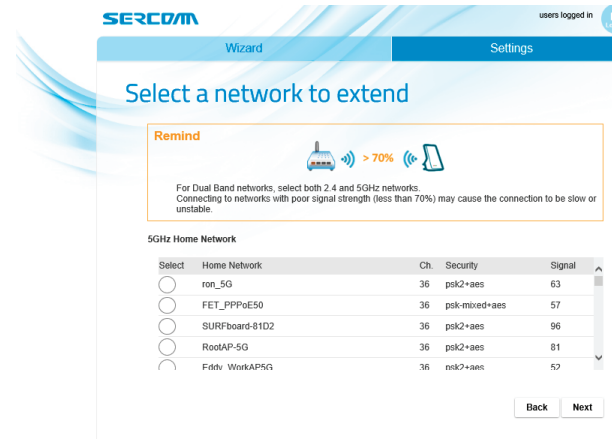 SERCOMM
users logged in
Wizard
Settings
Select a network to extend
Remind
> 70%
For Dual Band networks, select both 2.4 and 5GHz networks.
Connecting to networks with poor signal strength (less than 70%) may cause the connection to be slow or
unstable.
5GHz Home Network
Select Home Network Ch. Security Signal
ron_5G 36 psk2+aes 63
FET_PPPoE50 36 psk-mixed+aes 57
SURFboard-81D2 36 psk2+aes 96
RootAP-5G 36 psk2+aes 81
Eddy_WorkAP5G 36 psk2+aes 52
Back Next